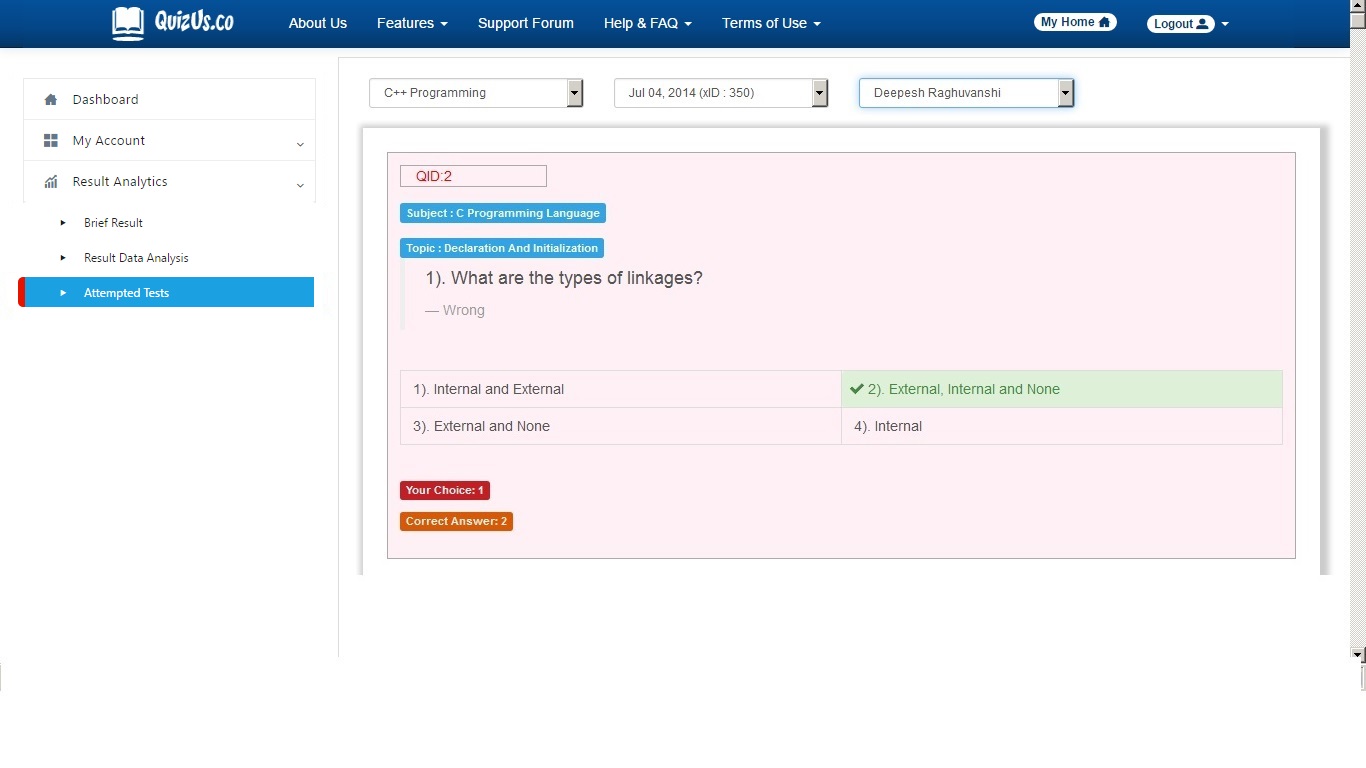 QuizUs.co About Us Features Support Forum Help & FAQ Terms of Use My Home Logout
Dashboard
My Account
Result Analytics
Brief Result
Result Data Analysis
Attempted Tests
C++ Programming Jul 04, 2014 (xID : 350) Deepesh Raghuvanshi
QID:2
Subject : C Programming Language
Topic : Declaration And Initialization
1). What are the types of linkages?
— Wrong
1). Internal and External 2). External, Internal and None
3). External and None 4). Internal
Your Choice: 1
Correct Answer: 2